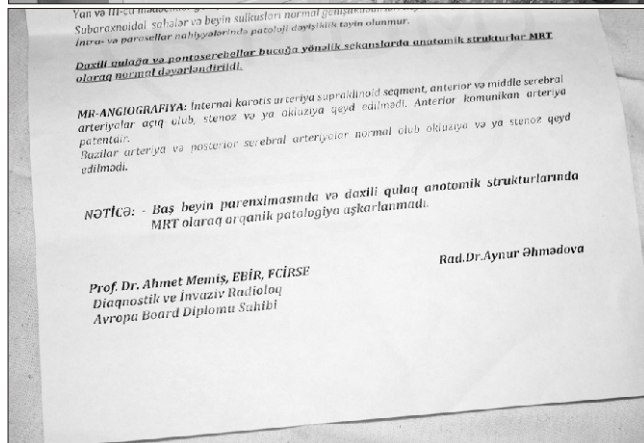 Yan və III-cü
Subaraxnoidal sahələr və beyin sulkusları normal
İntra- və parasellar nahiyyələrində patoloji dəyişiklik təyin olunmur.
Daxili qulağa və pontoserebellar bucağa yönəlik sekanslarda anatomik strukturlar MRT
olaraq normal dəyərləndirildi.
MR-ANGIOGRAFIYA: Internal karotis arteriya supraklinoid seqment, anterior və middle serebral
arteriyalar açıq olub, stenoz və ya okluziya qeyd edilmədi. Anterior komunikan arteriya
patentdir.
Bazilar arteriya və posterior serebral arteriyalar normal olub okluziya və ya stenoz qeyd
edilmədi.
NƏTİCƏ: - Baş beyin parenximasında və daxili qulaq anotomik strukturlarında
MRT olaraq orqanik patologiya aşkarlanmadı.
Prof. Dr. Ahmet Memiş, EBİR, FCİRSE
Rad.Dr.Aynur Əhmədova
Diaqnostik ve İnvaziv Radioloq
Avropa Board Diplomu Sahibi